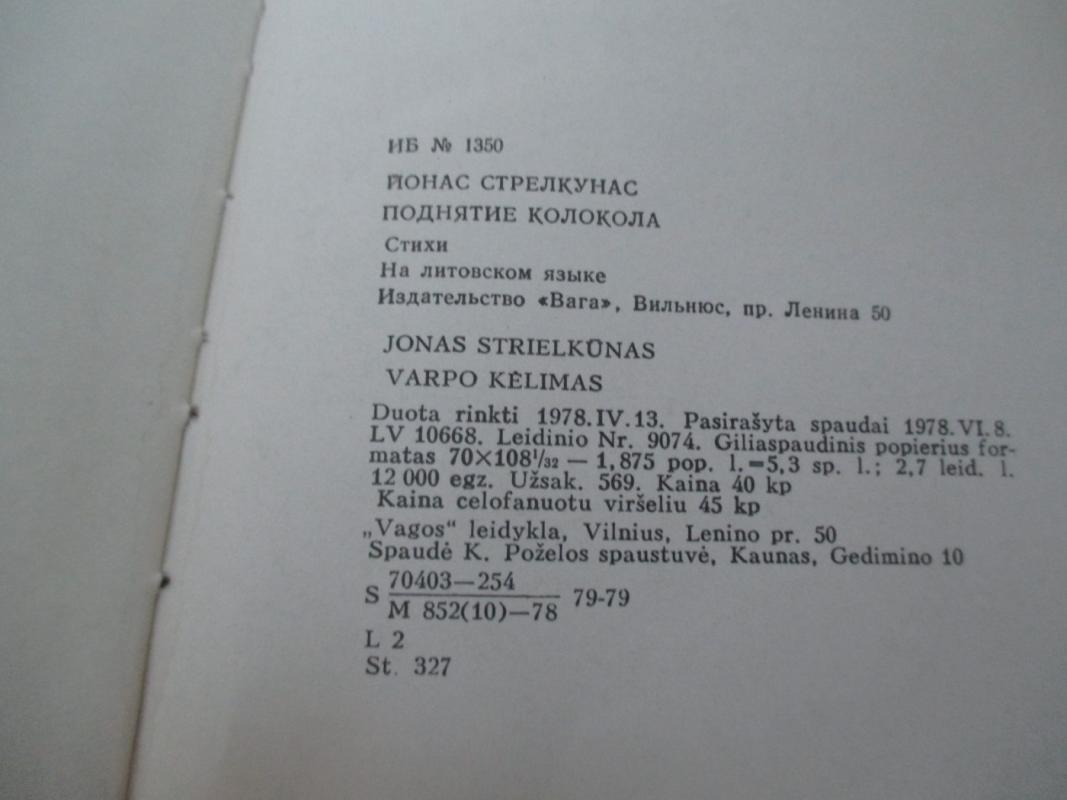 ИБ № 1350
ЙОНАС СТРЕЛКУНАС
ПОДНЯТИЕ КОЛОКОЛА
Стихи
На литовском языке
Издательство «Вага», Вильнюс, пр. Ленина 50
JONAS STRIELKŪNAS
VARPO KĖLIMAS
Duota rinkti 1978.IV.13. Pasirašyta spaudai 1978.VI.8.
LV 10668. Leidinio Nr. 9074. Giliaspaudinis popierius for-
matas 70×108¹/₃₂ — 1,875 pop. l.=5,3 sp. l.; 2,7 leid. l.
12 000 egz. Užsak. 569. Kaina 40 kp
Kaina celofanuotu viršeliu 45 kp
„Vagos“ leidykla, Vilnius, Lenino pr. 50
Spaudė K. Poželos spaustuvė, Kaunas, Gedimino 10
70403—254
S 79-79
M 852(10)—78
L 2
St. 327